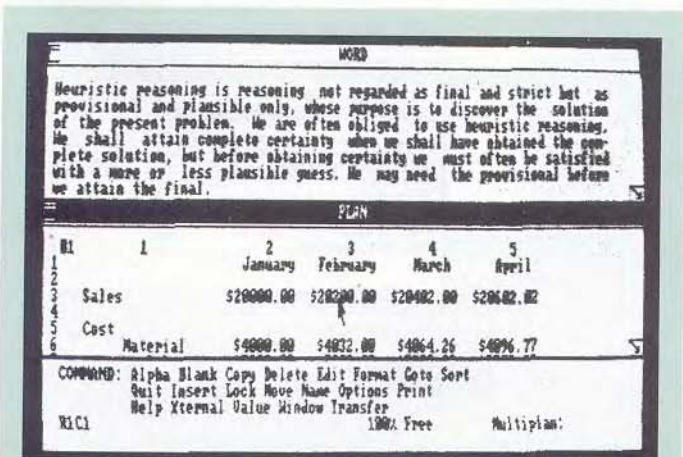 WORD
Heuristic reasoning is reasoning not regarded as final and strict but as
provisional and plausible only, whose purpose is to discover the solution
of the present problem. We are often obliged to use heuristic reasoning.
We shall attain complete certainty when we shall have obtained the com-
plete solution, but before obtaining certainty we must often be satisfied
with a more or less plausible guess. We may need the provisional before
we attain the final.
PLAN
#1 1 2 3 4 5
1 January February March April
2
3 Sales $20000.00 $20200.00 $20402.00 $20602.02
4
5 Cost
6 Material $4000.00 $4032.00 $4064.26 $4096.77
COMMAND: Alpha Blank Copy Delete Edit Format Goto Sort
Quit Insert Lock Move Name Options Print
Help Xternal Value Window Transfer
R1C1 100% Free Multiplan: